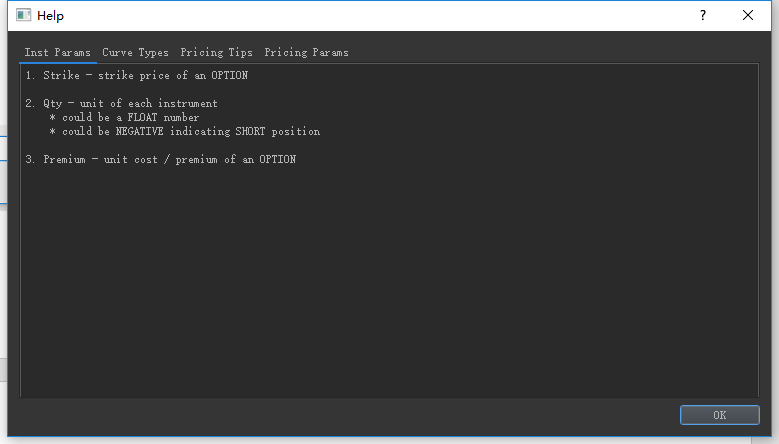 Help
?
Inst Params Curve Types Pricing Tips Pricing Params
1. Strike - strike price of an OPTION
2. Qty - unit of each instrument
* could be a FLOAT number
* could be NEGATIVE indicating SHORT position
3. Premium - unit cost / premium of an OPTION
OK